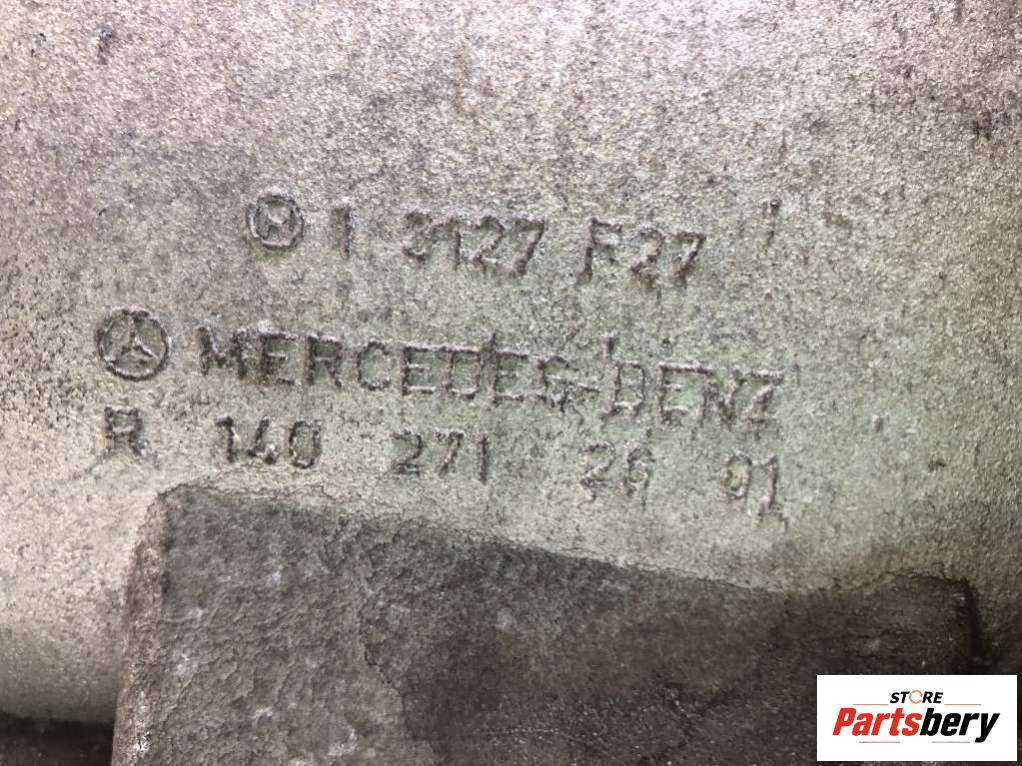 1 3127 F27
MERCEDES-BENZ
R 140 271 26 01
STORE
Partsbery